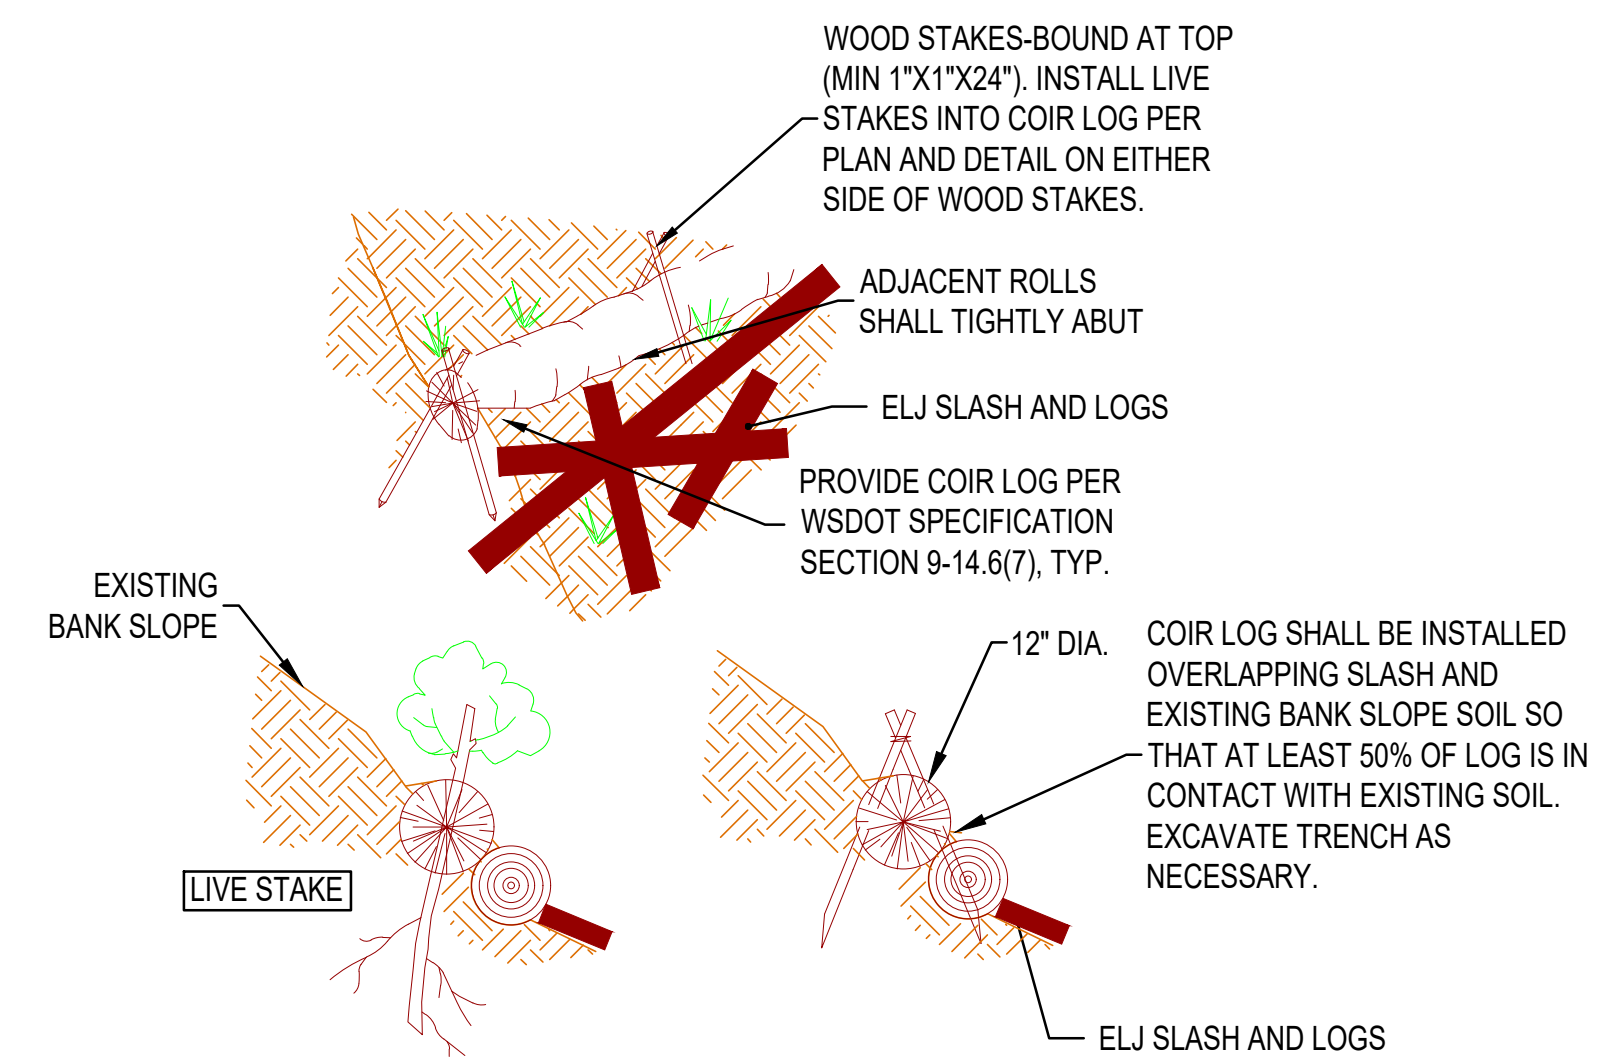 WOOD STAKES-BOUND AT TOP
(MIN 1"X1"X24"). INSTALL LIVE
STAKES INTO COIR LOG PER
PLAN AND DETAIL ON EITHER
SIDE OF WOOD STAKES.
ADJACENT ROLLS
SHALL TIGHTLY ABUT
ELJ SLASH AND LOGS
PROVIDE COIR LOG PER
WSDOT SPECIFICATION
SECTION 9-14.6(7), TYP.
EXISTING
BANK SLOPE
LIVE STAKE
12" DIA.
COIR LOG SHALL BE INSTALLED
OVERLAPPING SLASH AND
EXISTING BANK SLOPE SOIL SO
THAT AT LEAST 50% OF LOG IS IN
CONTACT WITH EXISTING SOIL.
EXCAVATE TRENCH AS
NECESSARY.
ELJ SLASH AND LOGS